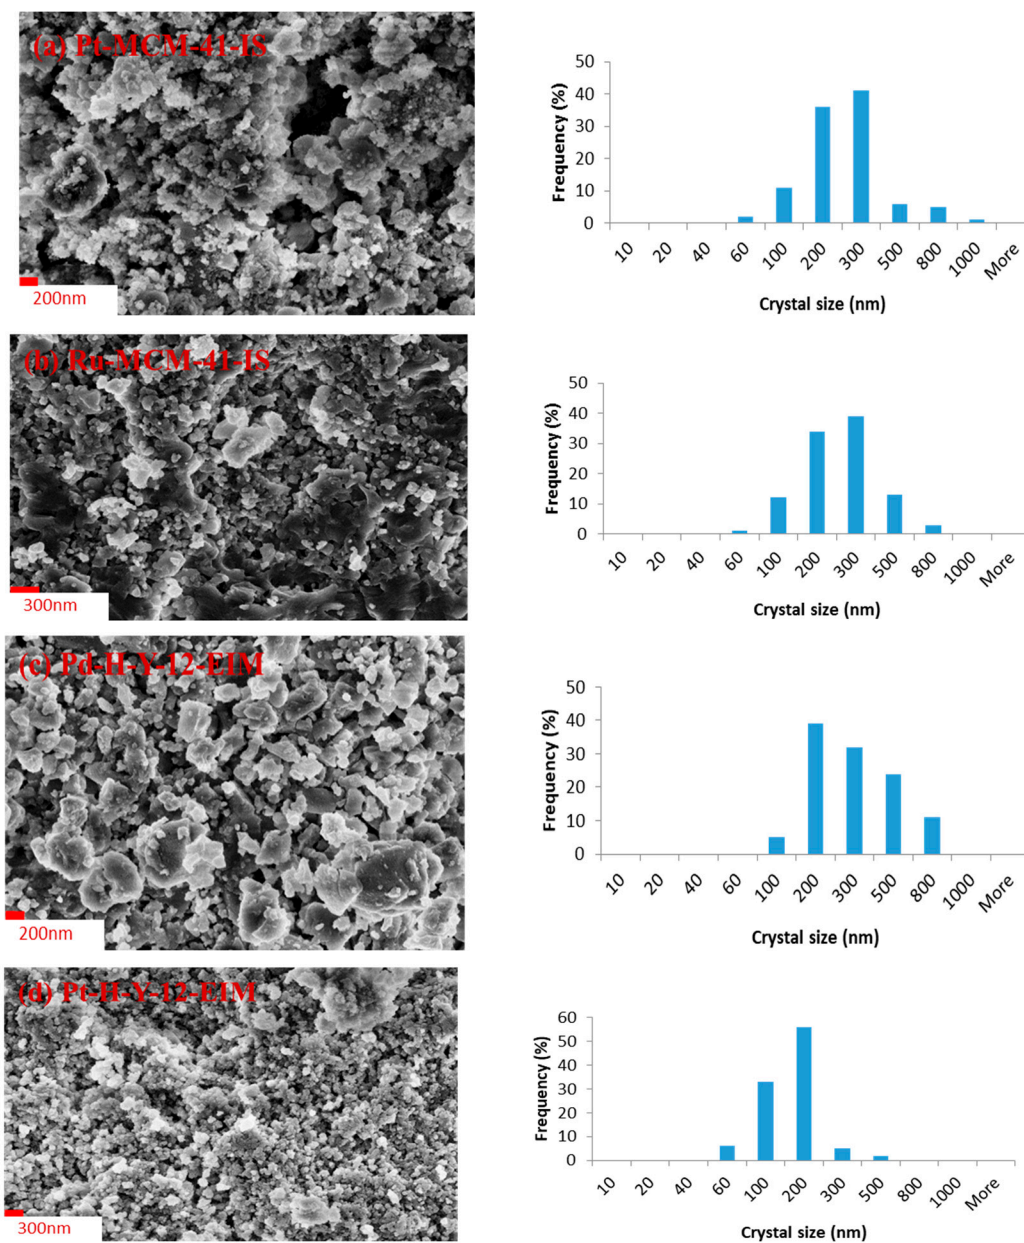 (a) Pt-MCM-41-IS
200nm
50
40
30
20
10
0
Frequency (%)
10 20 40 60 100 200 300 500 800 1000 More
Crystal size (nm)
(b) Ru-MCM-41-IS
300nm
50
40
30
20
10
0
Frequency (%)
10 20 40 60 100 200 300 500 800 1000 More
Crystal size (nm)
(c) Pd-H-Y-12-EIM
200nm
50
40
30
20
10
0
Frequency (%)
10 20 40 60 100 200 300 500 800 1000 More
Crystal size (nm)
(d) Pt-H-Y-12-EIM
300nm
60
50
40
30
20
10
0
Frequency (%)
10 20 40 60 100 200 300 500 800 1000 More
Crystal size (nm)